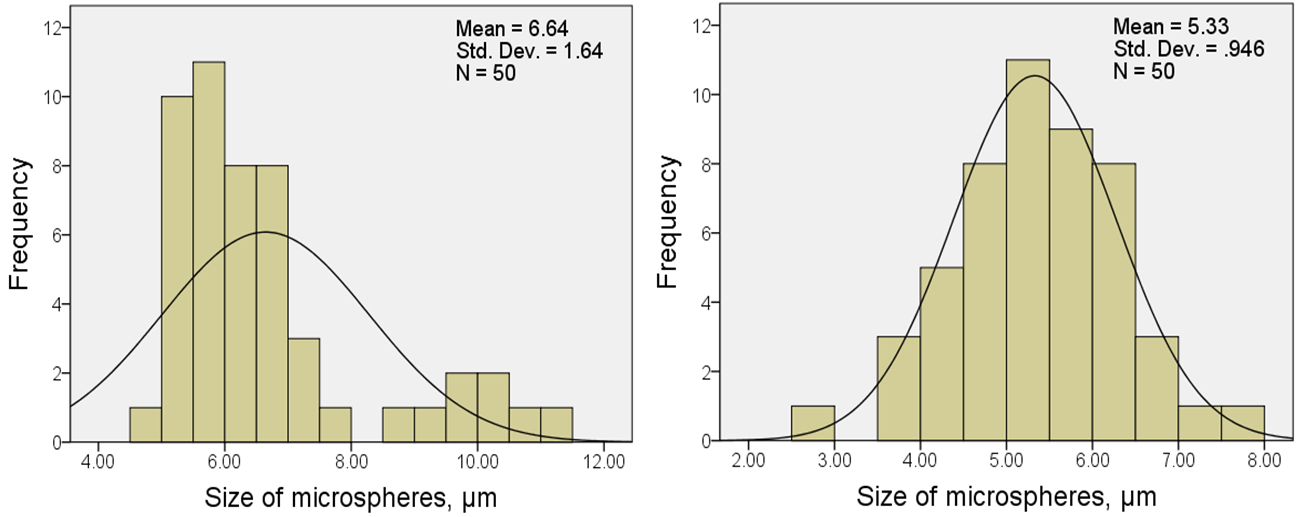 Mean = 6.64
Std. Dev. = 1.64
N = 50
12
10
8
6
4
2
0
Frequency
4.00 6.00 8.00 10.00 12.00
Size of microspheres, µm
Mean = 5.33
Std. Dev. = .946
N = 50
12
10
8
6
4
2
0
Frequency
2.00 3.00 4.00 5.00 6.00 7.00 8.00
Size of microspheres, µm